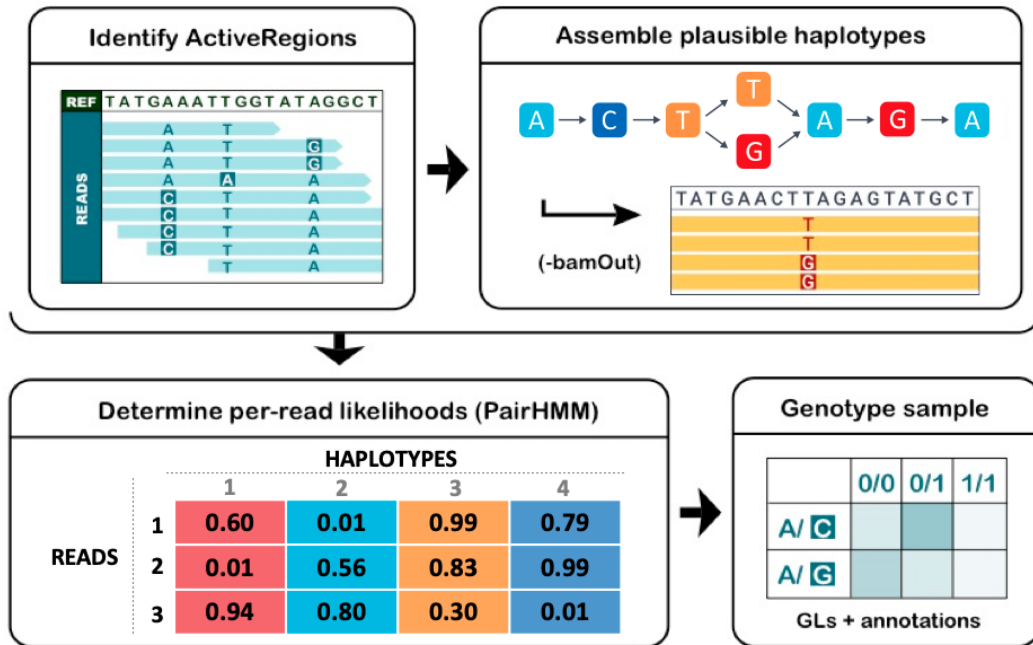 Identify ActiveRegions
REF TATGAAATTGGTATAGGCT
READS
A T
A T G
A T G
A A A
C T A
C T A
C T A
C T A
T A
Assemble plausible haplotypes
T
A C T A G A
G
(-bamOut)
TATGAACTTAGAGTATGCT
T
T
G
G
Determine per-read likelihoods (PairHMM)
HAPLOTYPES
1 2 3 4
READS
1 0.60 0.01 0.99 0.79
2 0.01 0.56 0.83 0.99
3 0.94 0.80 0.30 0.01
Genotype sample
0/0 0/1 1/1
A/ C
A/ G
GLs + annotations